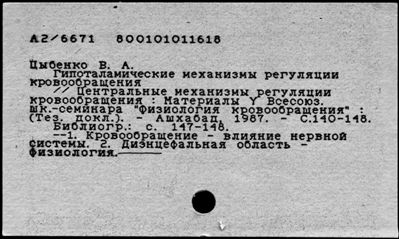 А2/6671 800101011618
Цыбенко В. А.
Гипоталамические механизмы регуляции
кровообращения
// Центральные механизмы регуляции
кровообращения : Материалы Y Всесоюз.
шк.-семинара "Физиология кровообращения" :
(Тез. докл.). - Ашхабад, 1987. - С.140-148.
Библиогр.: с. 147-148.
--1. Кровообращение - влияние нервной
системы. 2. Диэнцефальная область -
физиология.